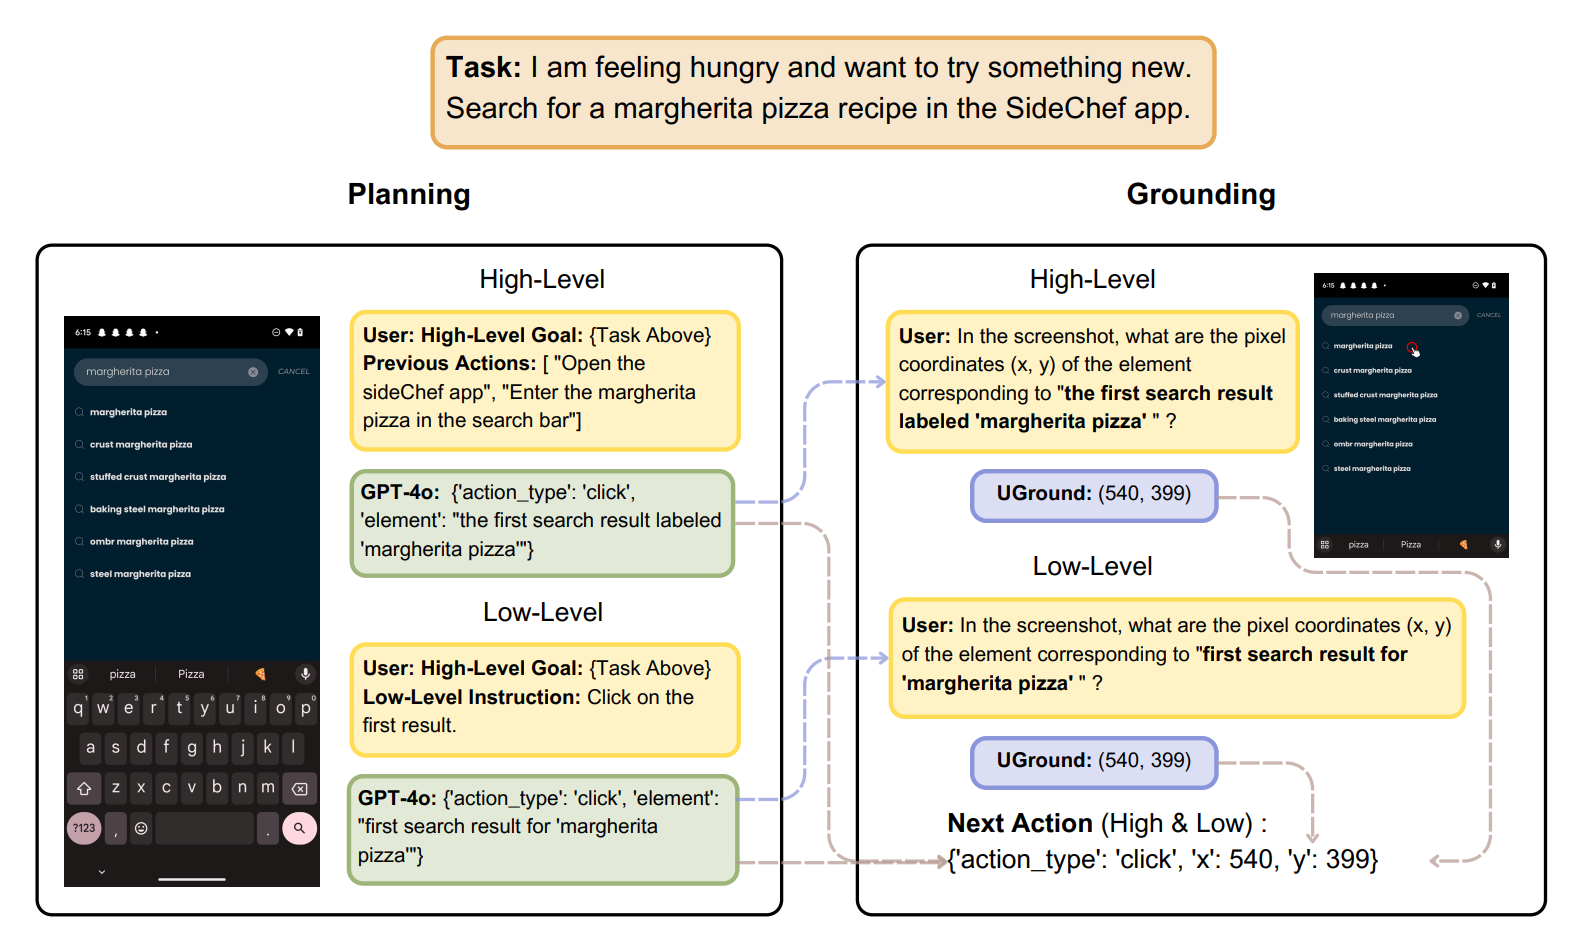 Task: I am feeling hungry and want to try something new.
Search for a margherita pizza recipe in the SideChef app.
Planning
6:15
margherita pizza
CANCEL
margherita pizza
crust margherita pizza
stuffed crust margherita pizza
baking steel margherita pizza
ombr margherita pizza
steel margherita pizza
pizza
Pizza
q1 w2 e3 r4 t5 y6 u7 i8 o9 p0
a s d f g h j k l
z x c v b n m
?123 , .
High-Level
User: High-Level Goal: {Task Above}
Previous Actions: [ "Open the
sideChef app", "Enter the margherita
pizza in the search bar"]
GPT-4o: {'action_type': 'click',
'element': "the first search result labeled
'margherita pizza'"}
Low-Level
User: High-Level Goal: {Task Above}
Low-Level Instruction: Click on the
first result.
GPT-4o: {'action_type': 'click', 'element':
"first search result for 'margherita
pizza'"}
Grounding
High-Level
User: In the screenshot, what are the pixel
coordinates (x, y) of the element
corresponding to "the first search result
labeled 'margherita pizza' " ?
UGround: (540, 399)
6:15
margherita pizza
CANCEL
margherita pizza
crust margherita pizza
stuffed crust margherita pizza
baking steel margherita pizza
ombr margherita pizza
steel margherita pizza
pizza
Pizza
Low-Level
User: In the screenshot, what are the pixel coordinates (x, y)
of the element corresponding to "first search result for
'margherita pizza' " ?
UGround: (540, 399)
Next Action (High & Low) :
{'action_type': 'click', 'x': 540, 'y': 399}